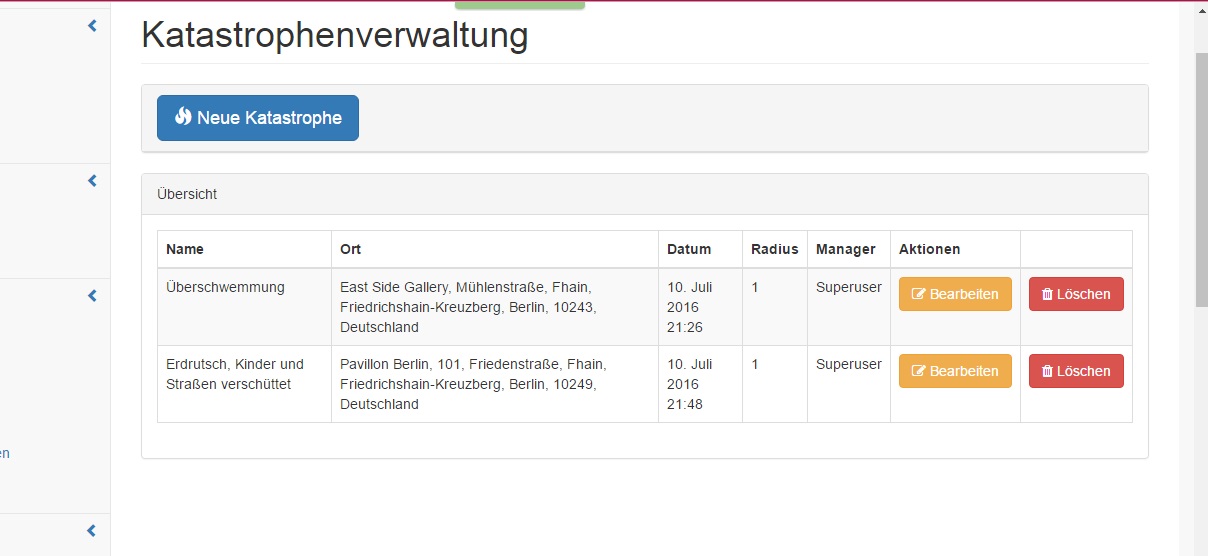 Katastrophenverwaltung
Neue Katastrophe
Übersicht
Name Ort Datum Radius Manager Aktionen
Überschwemmung
East Side Gallery, Mühlenstraße, Fhain,
Friedrichshain-Kreuzberg, Berlin, 10243,
Deutschland
10. Juli
2016
21:26
1
Superuser
Bearbeiten
Löschen
Erdrutsch, Kinder und
Straßen verschüttet
Pavillon Berlin, 101, Friedenstraße, Fhain,
Friedrichshain-Kreuzberg, Berlin, 10249,
Deutschland
10. Juli
2016
21:48
1
Superuser
Bearbeiten
Löschen
en